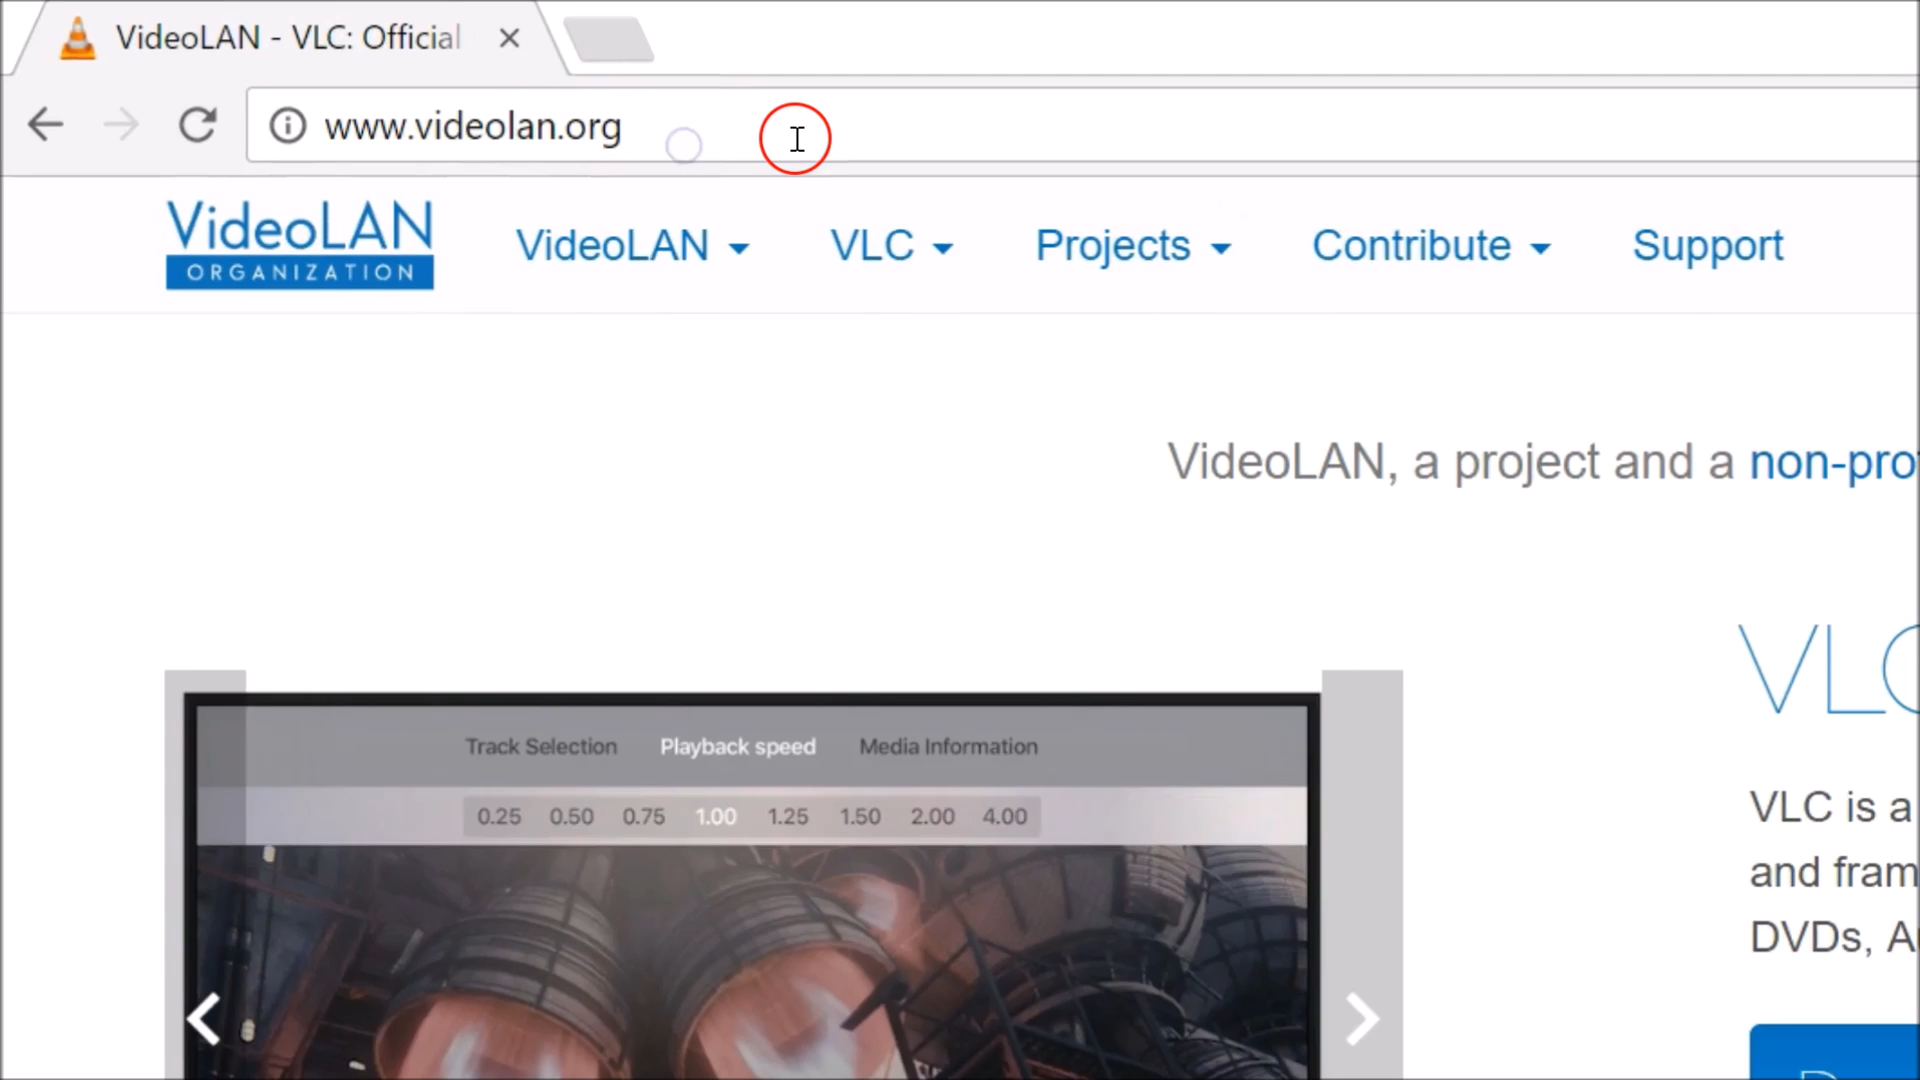 VideoLAN - VLC: Official
www.videolan.org
VideoLAN
ORGANIZATION
VideoLAN VLC Projects Contribute Support
VideoLAN, a project and a non-pro
VLC
Track Selection Playback speed Media Information
0.25 0.50 0.75 1.00 1.25 1.50 2.00 4.00
VLC is a
and fram
DVDs, A